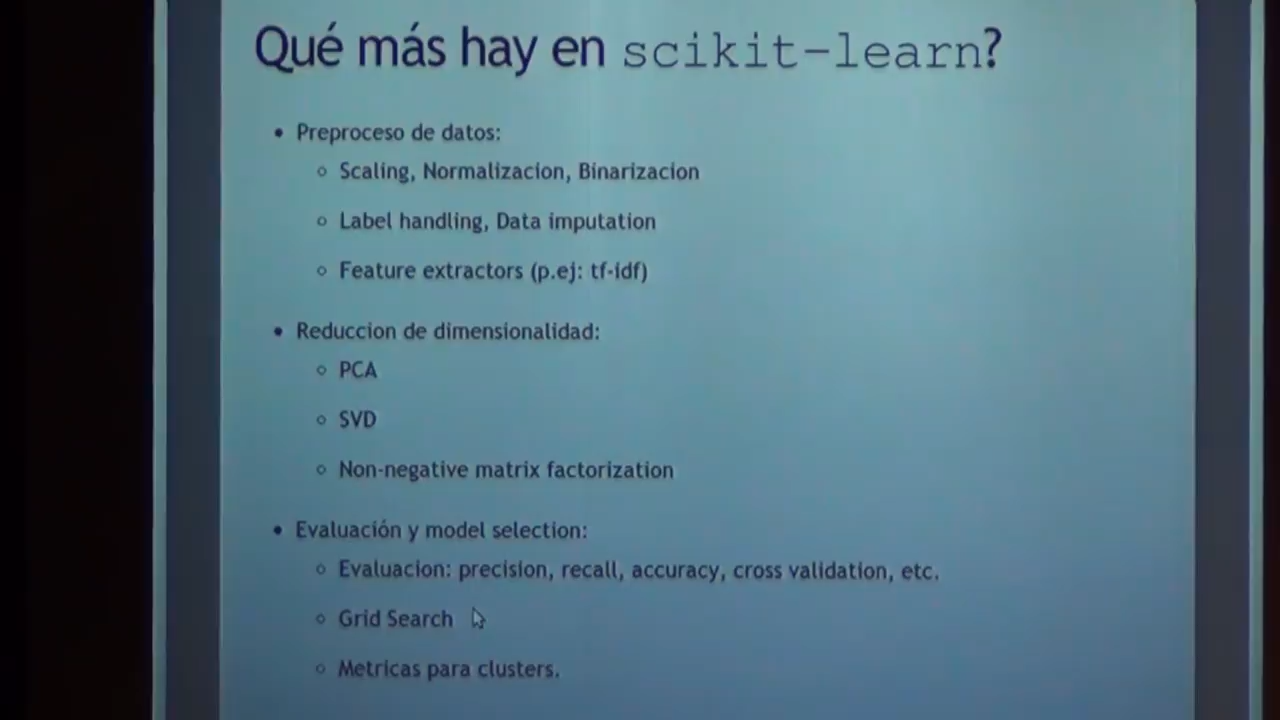 Qué más hay en scikit-learn?
• Preproceso de datos:
○ Scaling, Normalizacion, Binarizacion
○ Label handling, Data imputation
○ Feature extractors (p.ej: tf-idf)
• Reduccion de dimensionalidad:
○ PCA
○ SVD
○ Non-negative matrix factorization
• Evaluación y model selection:
○ Evaluacion: precision, recall, accuracy, cross validation, etc.
○ Grid Search
○ Metricas para clusters.